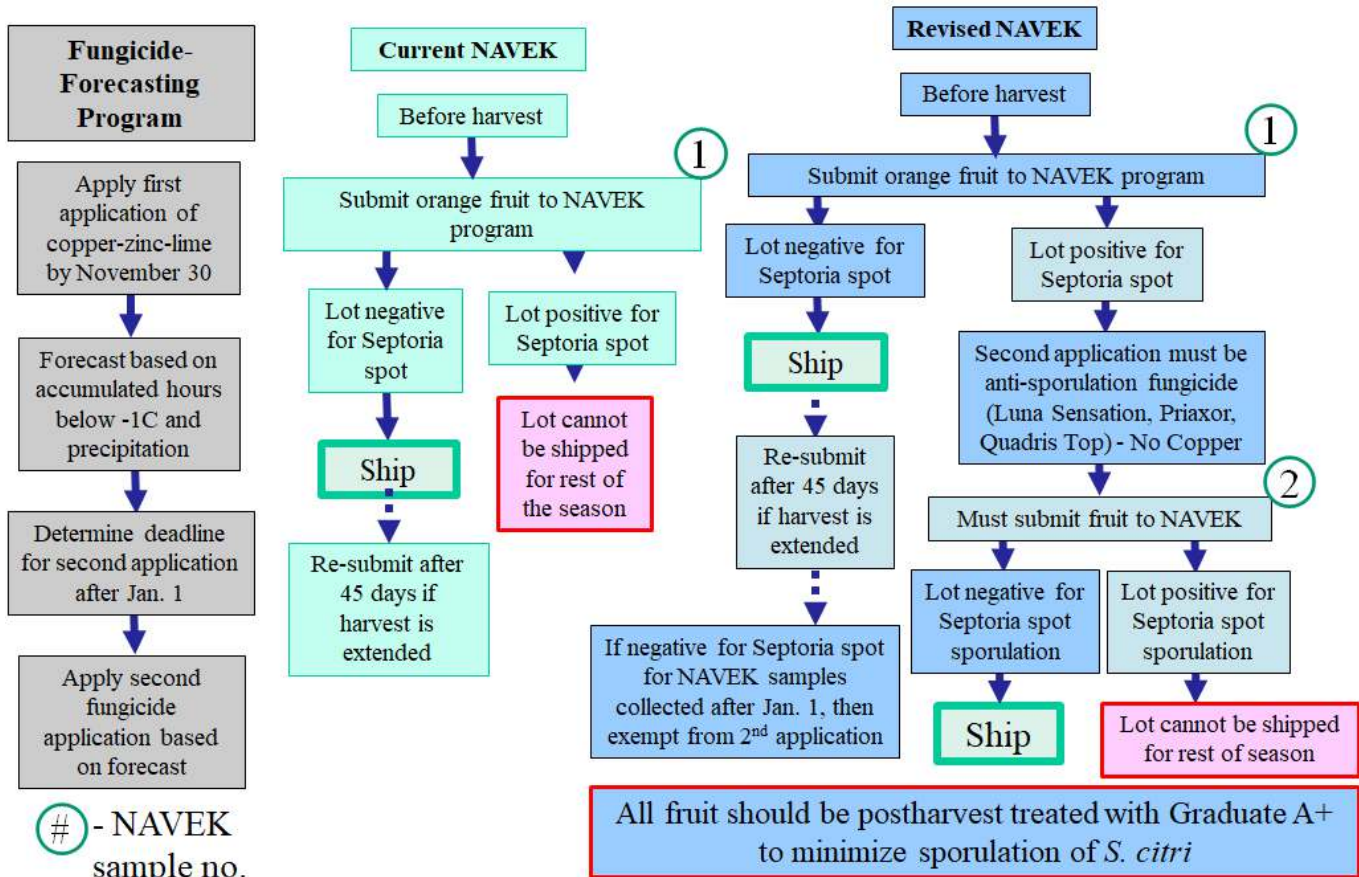 Fungicide-
Forecasting
Program
Apply first
application of
copper-zinc-lime
by November 30
Forecast based on
accumulated hours
below -1C and
precipitation
Determine deadline
for second application
after Jan. 1
Apply second
fungicide
application based
on forecast
# - NAVEK
sample no.
Current NAVEK
Before harvest
1
Submit orange fruit to NAVEK
program
Lot negative
for Septoria
spot
Ship
Re-submit after
45 days if
harvest is
extended
Lot positive for
Septoria spot
Lot cannot
be shipped
for rest of
the season
Revised NAVEK
Before harvest
1
Submit orange fruit to NAVEK program
Lot negative for
Septoria spot
Ship
Re-submit
after 45 days
if harvest is
extended
If negative for Septoria spot
for NAVEK samples
collected after Jan. 1, then
exempt from 2nd application
Lot positive for
Septoria spot
Second application must be
anti-sporulation fungicide
(Luna Sensation, Priaxor,
Quadris Top) - No Copper
2
Must submit fruit to NAVEK
Lot negative for
Septoria spot
sporulation
Ship
Lot positive for
Septoria spot
sporulation
Lot cannot be shipped
for rest of season
All fruit should be postharvest treated with Graduate A+
to minimize sporulation of S. citri